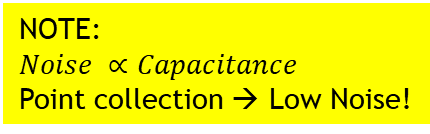 NOTE:
Noise ∝ Capacitance
Point collection → Low Noise!